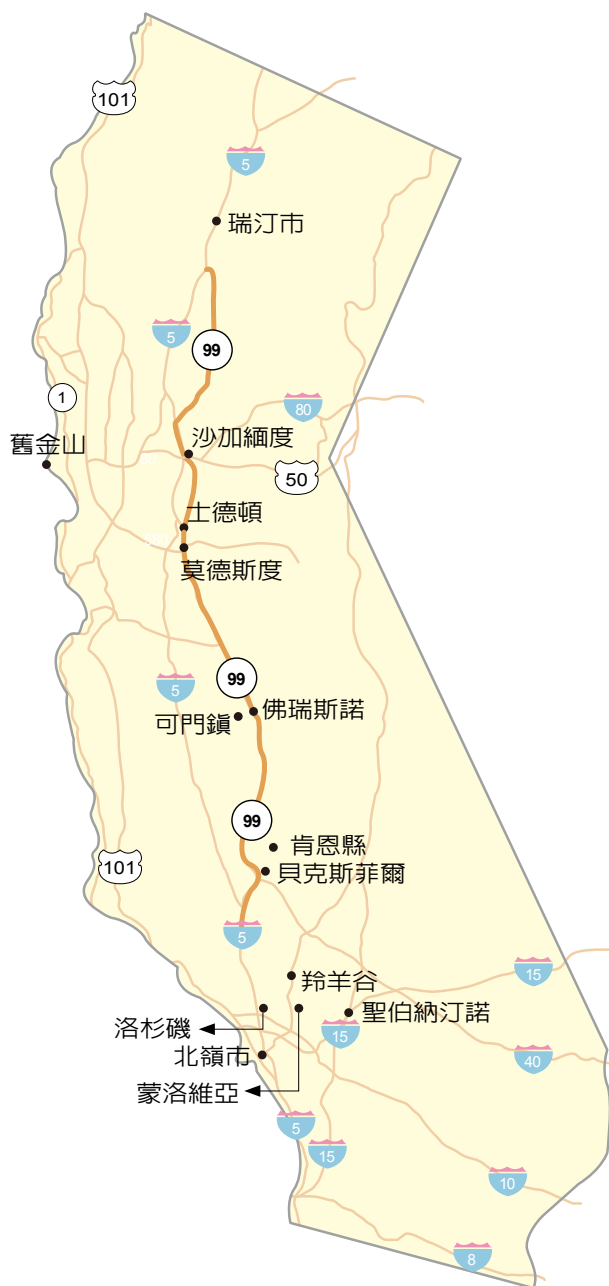 101
5
瑞汀市
5
99
1
80
沙加緬度
舊金山
50
士德頓
莫德斯度
99
5
佛瑞斯諾
可門鎮
99
肯恩縣
101
貝克斯菲爾
5
15
羚羊谷
聖伯納汀諾
洛杉磯
15
北嶺市
40
蒙洛維亞
5
15
10
8